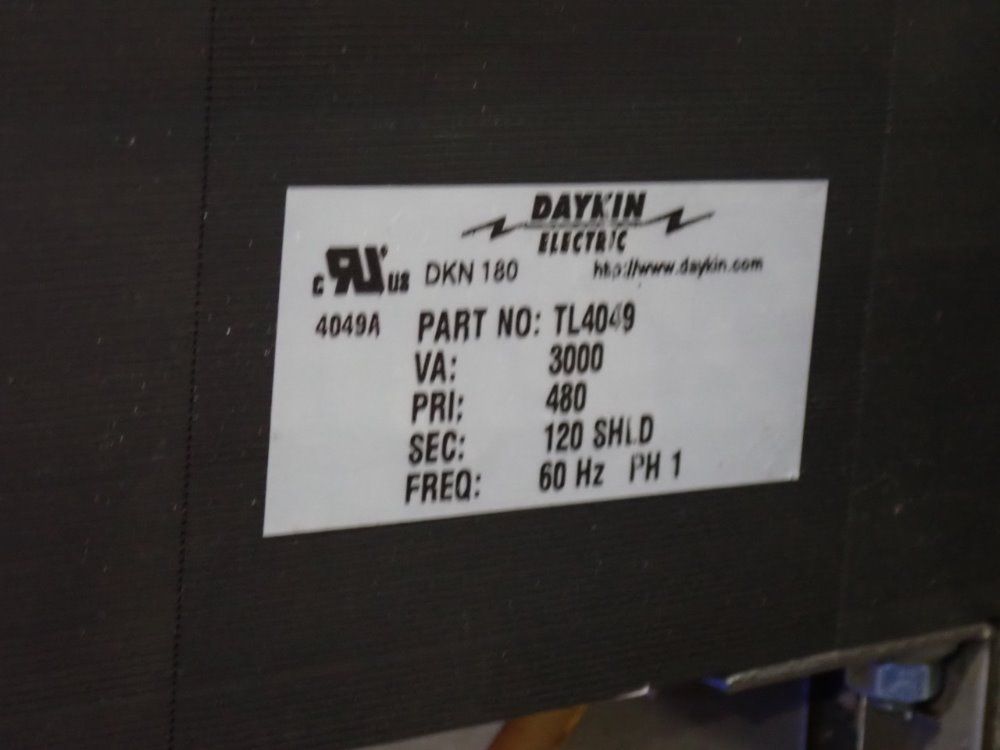 DAYKIN
ELECTRIC
c RU US DKN 180 http://www.daykin.com
4049A PART NO: TL4049
VA: 3000
PRI: 480
SEC: 120 SHLD
FREQ: 60 Hz PH 1